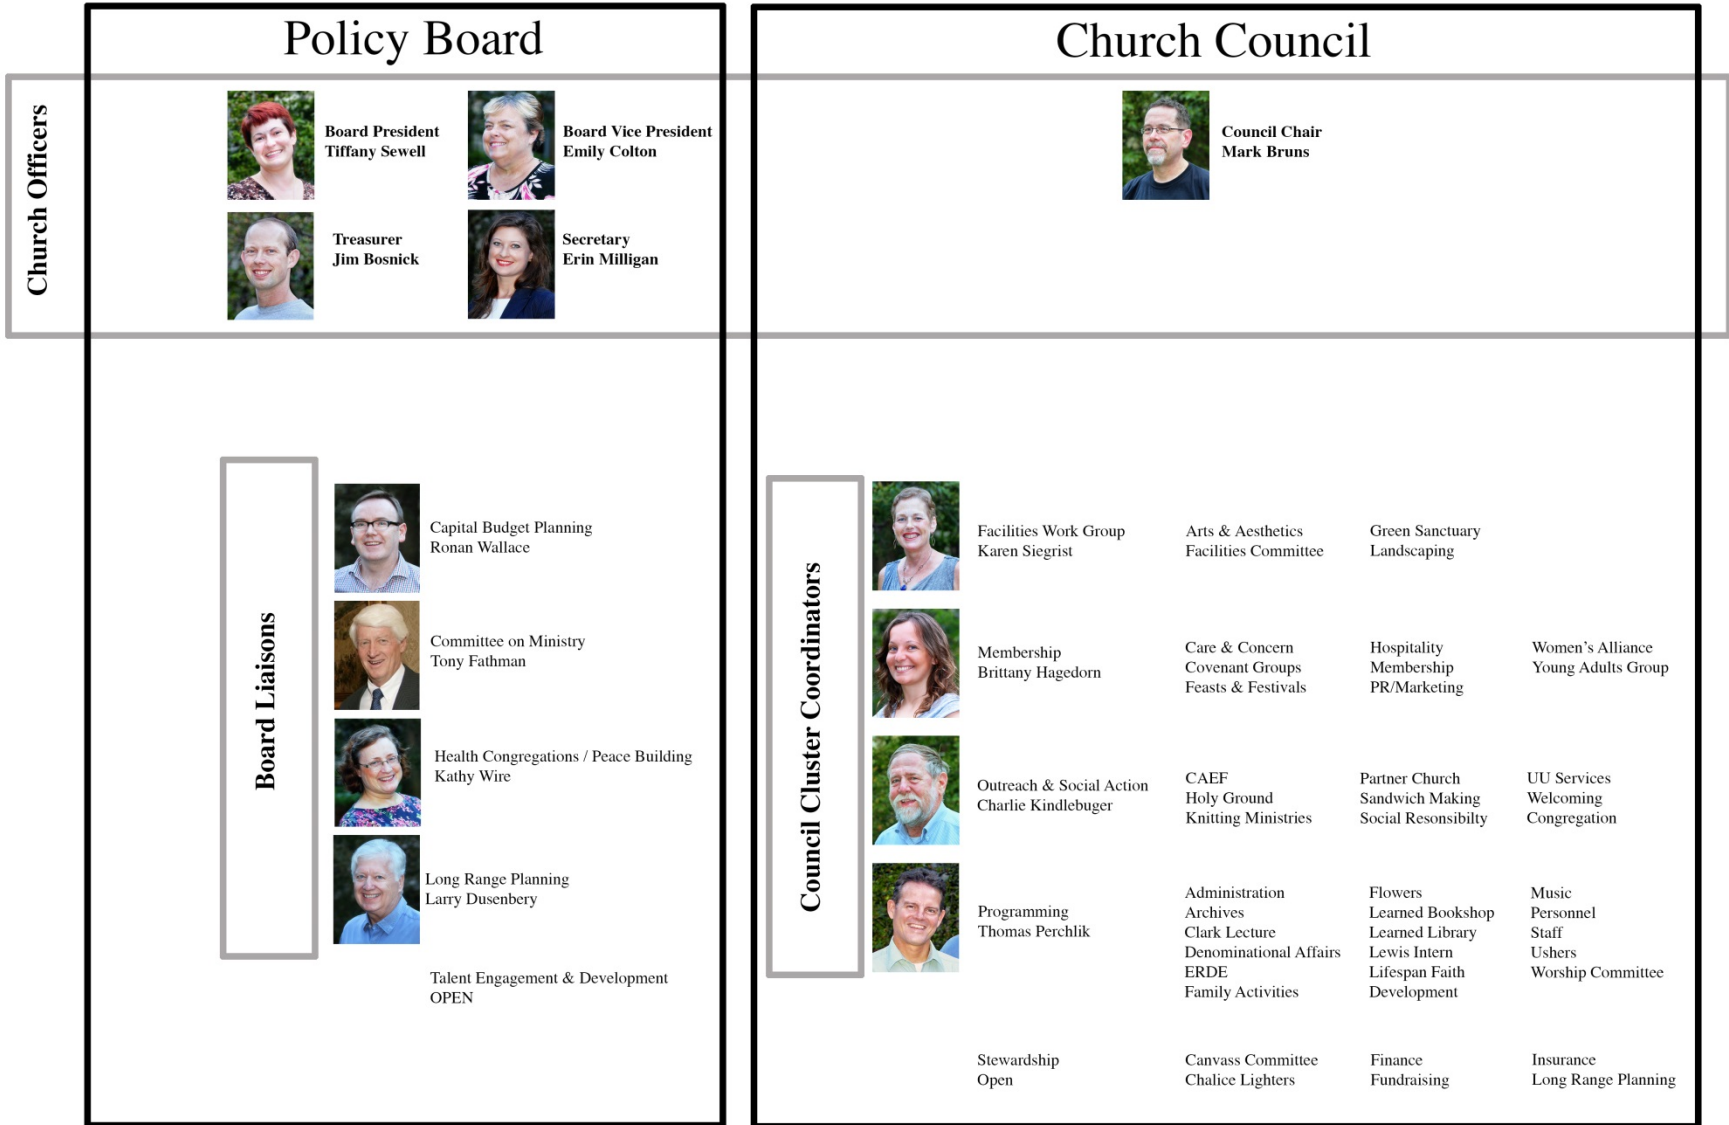 Policy Board
Church Council
Church Officers
Board President
Tiffany Sewell
Board Vice President
Emily Colton
Treasurer
Jim Bosnick
Secretary
Erin Milligan
Council Chair
Mark Bruns
Board Liaisons
Capital Budget Planning
Ronan Wallace
Committee on Ministry
Tony Fathman
Health Congregations / Peace Building
Kathy Wire
Long Range Planning
Larry Dusenbery
Talent Engagement & Development
OPEN
Council Cluster Coordinators
Facilities Work Group
Karen Siegrist
Arts & Aesthetics
Facilities Committee
Green Sanctuary
Landscaping
Membership
Brittany Hagedorn
Care & Concern
Covenant Groups
Feasts & Festivals
Hospitality
Membership
PR/Marketing
Women’s Alliance
Young Adults Group
Outreach & Social Action
Charlie Kindlebuger
CAEF
Holy Ground
Knitting Ministries
Partner Church
Sandwich Making
Social Resonsibilty
UU Services
Welcoming
Congregation
Programming
Thomas Perchlik
Administration
Archives
Clark Lecture
Denominational Affairs
ERDE
Family Activities
Flowers
Learned Bookshop
Learned Library
Lewis Intern
Lifespan Faith
Development
Music
Personnel
Staff
Ushers
Worship Committee
Stewardship
Open
Canvass Committee
Chalice Lighters
Finance
Fundraising
Insurance
Long Range Planning